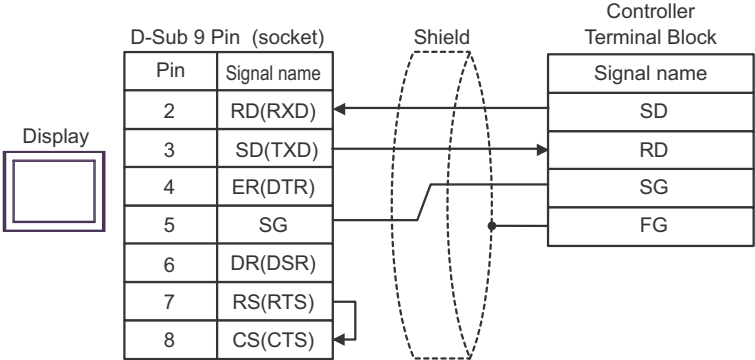 Controller
D-Sub 9 Pin (socket) Shield Terminal Block
Pin Signal name Signal name
2 RD(RXD) SD
Display
3 SD(TXD) RD
4 ER(DTR) SG
5 SG FG
6 DR(DSR)
7 RS(RTS)
8 CS(CTS)